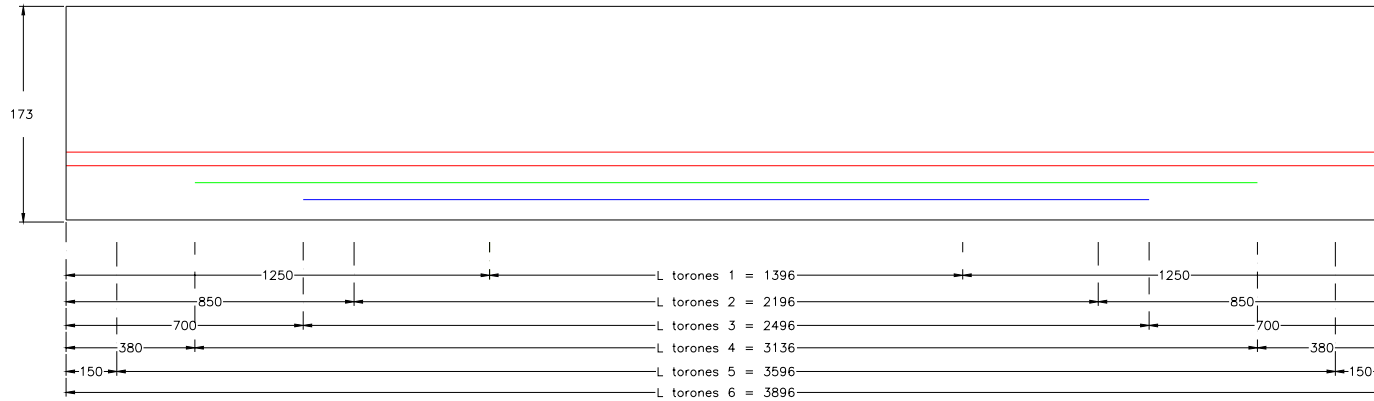 173
1250 L torones 1 = 1396 1250
850 L torones 2 = 2196 850
700 L torones 3 = 2496 700
380 L torones 4 = 3136 380
150 L torones 5 = 3596 150
L torones 6 = 3896